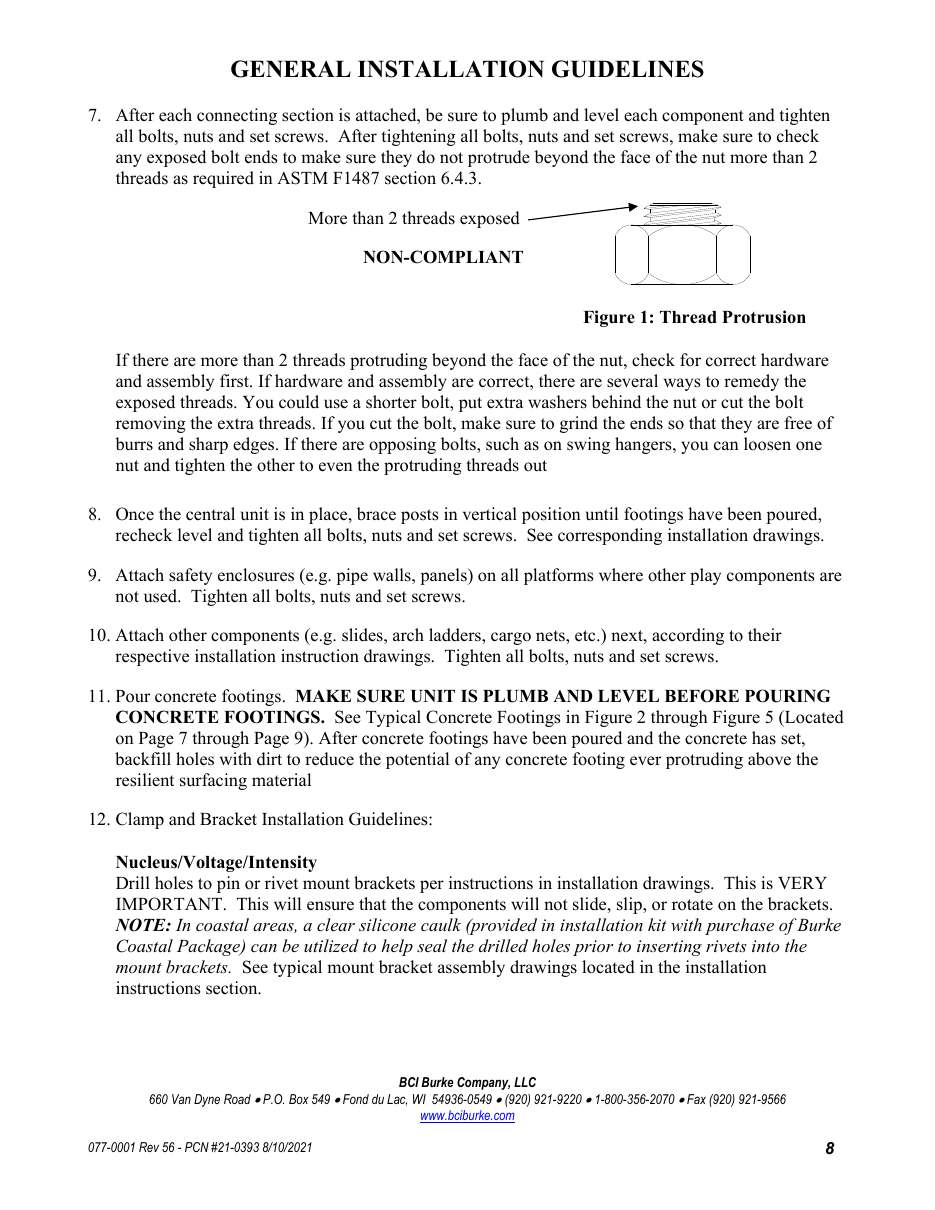 GENERAL INSTALLATION GUIDELINES
7. After each connecting section is attached, be sure to plumb and level each component and tighten
all bolts, nuts and set screws. After tightening all bolts, nuts and set screws, make sure to check
any exposed bolt ends to make sure they do not protrude beyond the face of the nut more than 2
threads as required in ASTM F1487 section 6.4.3.
More than 2 threads exposed
NON-COMPLIANT
Figure 1: Thread Protrusion
If there are more than 2 threads protruding beyond the face of the nut, check for correct hardware
and assembly first. If hardware and assembly are correct, there are several ways to remedy the
exposed threads. You could use a shorter bolt, put extra washers behind the nut or cut the bolt
removing the extra threads. If you cut the bolt, make sure to grind the ends so that they are free of
burrs and sharp edges. If there are opposing bolts, such as on swing hangers, you can loosen one
nut and tighten the other to even the protruding threads out
8. Once the central unit is in place, brace posts in vertical position until footings have been poured,
recheck level and tighten all bolts, nuts and set screws. See corresponding installation drawings.
9. Attach safety enclosures (e.g. pipe walls, panels) on all platforms where other play components are
not used. Tighten all bolts, nuts and set screws.
10. Attach other components (e.g. slides, arch ladders, cargo nets, etc.) next, according to their
respective installation instruction drawings. Tighten all bolts, nuts and set screws.
11. Pour concrete footings. MAKE SURE UNIT IS PLUMB AND LEVEL BEFORE POURING
CONCRETE FOOTINGS. See Typical Concrete Footings in Figure 2 through Figure 5 (Located
on Page 7 through Page 9). After concrete footings have been poured and the concrete has set,
backfill holes with dirt to reduce the potential of any concrete footing ever protruding above the
resilient surfacing material
12. Clamp and Bracket Installation Guidelines:
Nucleus/Voltage/Intensity
Drill holes to pin or rivet mount brackets per instructions in installation drawings. This is VERY
IMPORTANT. This will ensure that the components will not slide, slip, or rotate on the brackets.
NOTE: In coastal areas, a clear silicone caulk (provided in installation kit with purchase of Burke
Coastal Package) can be utilized to help seal the drilled holes prior to inserting rivets into the
mount brackets. See typical mount bracket assembly drawings located in the installation
instructions section.
BCI Burke Company, LLC
660 Van Dyne Road • P.O. Box 549 • Fond du Lac, WI 54936-0549 • (920) 921-9220 • 1-800-356-2070 • Fax (920) 921-9566
www.bciburke.com
077-0001 Rev 56 - PCN #21-0393 8/10/2021
8